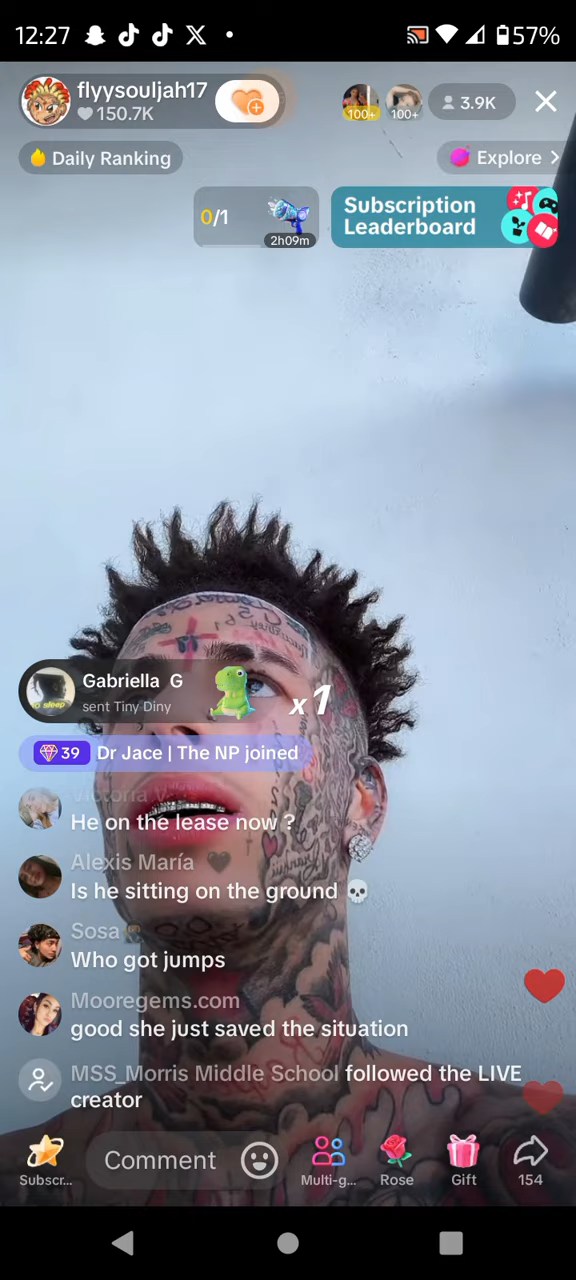 12:27
57%
flyysouljah17
150.7K
100+
100+
3.9K
Daily Ranking
Explore
0/1
2h09m
Subscription
Leaderboard
Gabriella G
sent Tiny Diny
x1
39 Dr Jace | The NP joined
He on the lease now ?
Alexis María 🖤
Is he sitting on the ground 💀
Sosa
Who got jumps
Mooregems.com
good she just saved the situation
MSS_Morris Middle School followed the LIVE
creator
Comment
Subscr...
Multi-g...
Rose
Gift
154